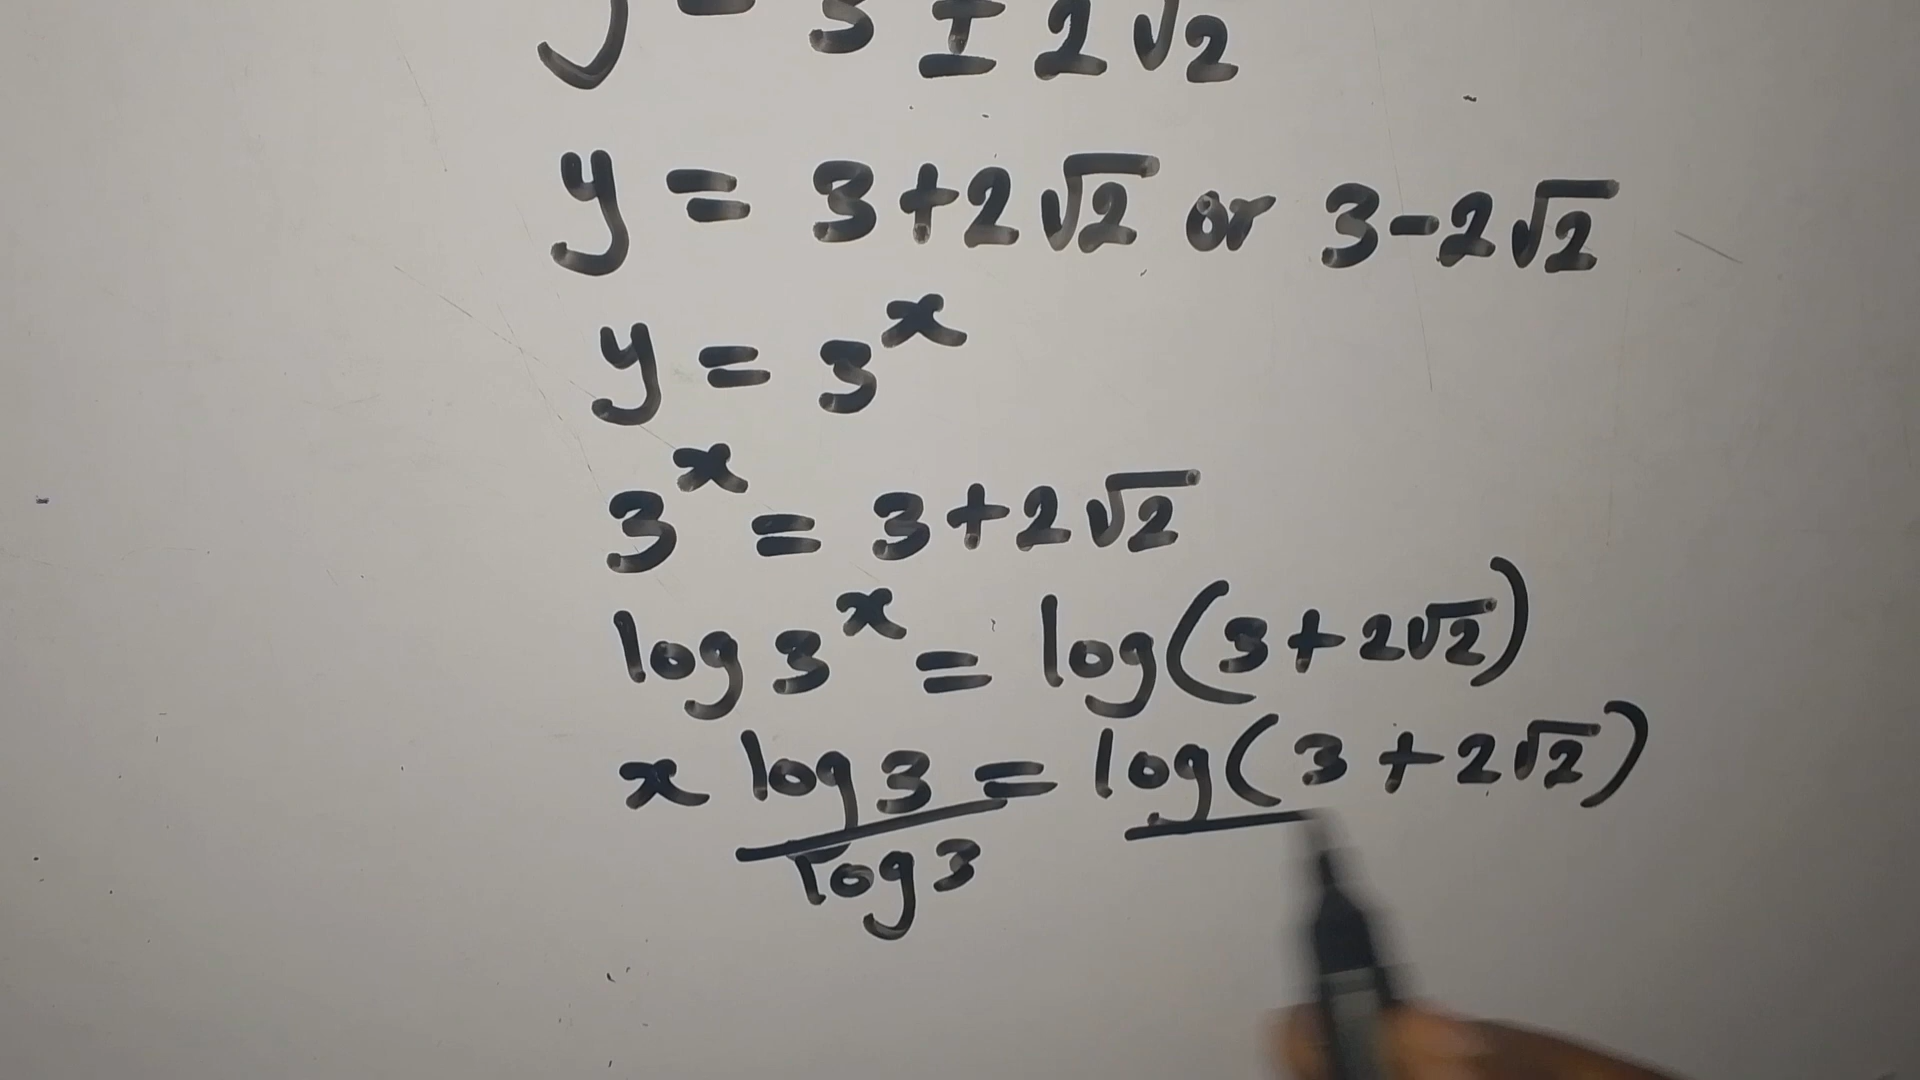 y = 3 ± 2√2
y = 3+2√2 or 3-2√2
y = 3^x
3^x = 3+2√2
log 3^x = log(3+2√2)
x log 3 = log(3+2√2)
log 3